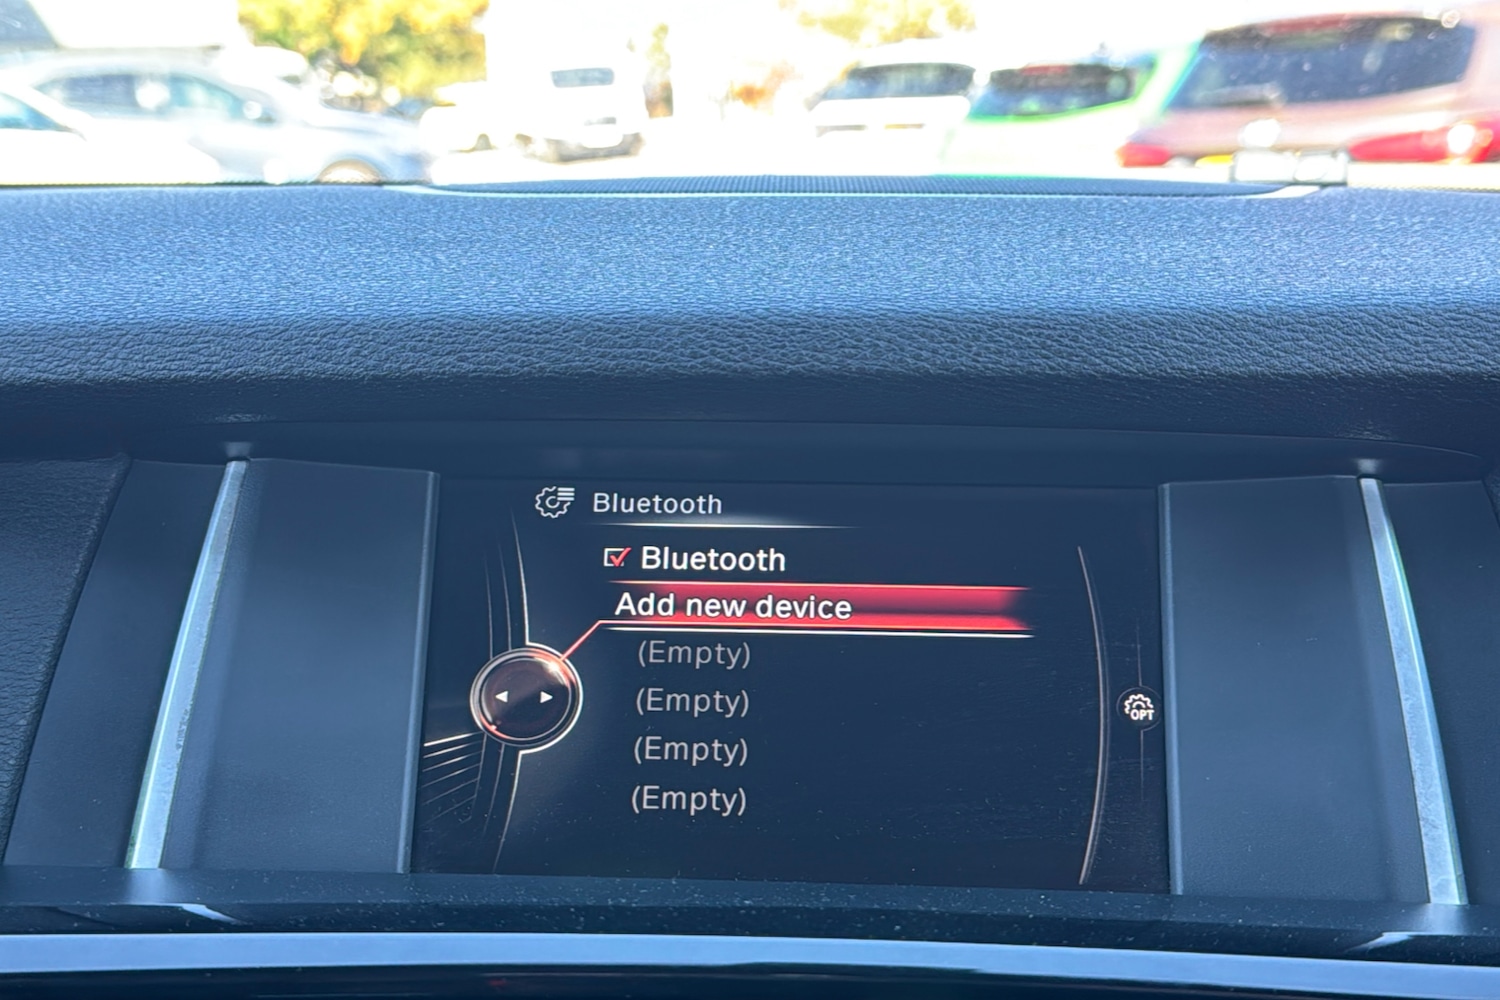 Bluetooth
Bluetooth
Add new device
(Empty)
(Empty)
(Empty)
(Empty)
OPT